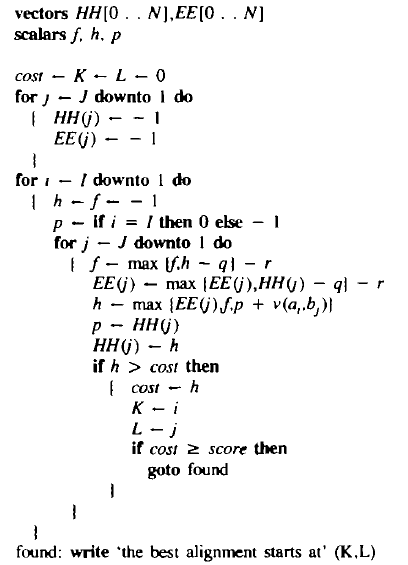 vectors HH[0 . . N],EE[0 . . N]
scalars f, h, p
cost ← K ← L ← 0
for j ← J downto 1 do
{ HH(j) ← − 1
EE(j) ← − 1
}
for i ← I downto 1 do
{ h ← f ← − 1
p ← if i = I then 0 else − 1
for j ← J downto 1 do
{ f ← max {f,h − q} − r
EE(j) ← max {EE(j),HH(j) − q} − r
h ← max {EE(j),f,p + v(aᵢ,bⱼ)}
p ← HH(j)
HH(j) ← h
if h > cost then
{ cost ← h
K ← i
L ← j
if cost ≥ score then
goto found
}
}
}
found: write ‘the best alignment starts at’ (K,L)